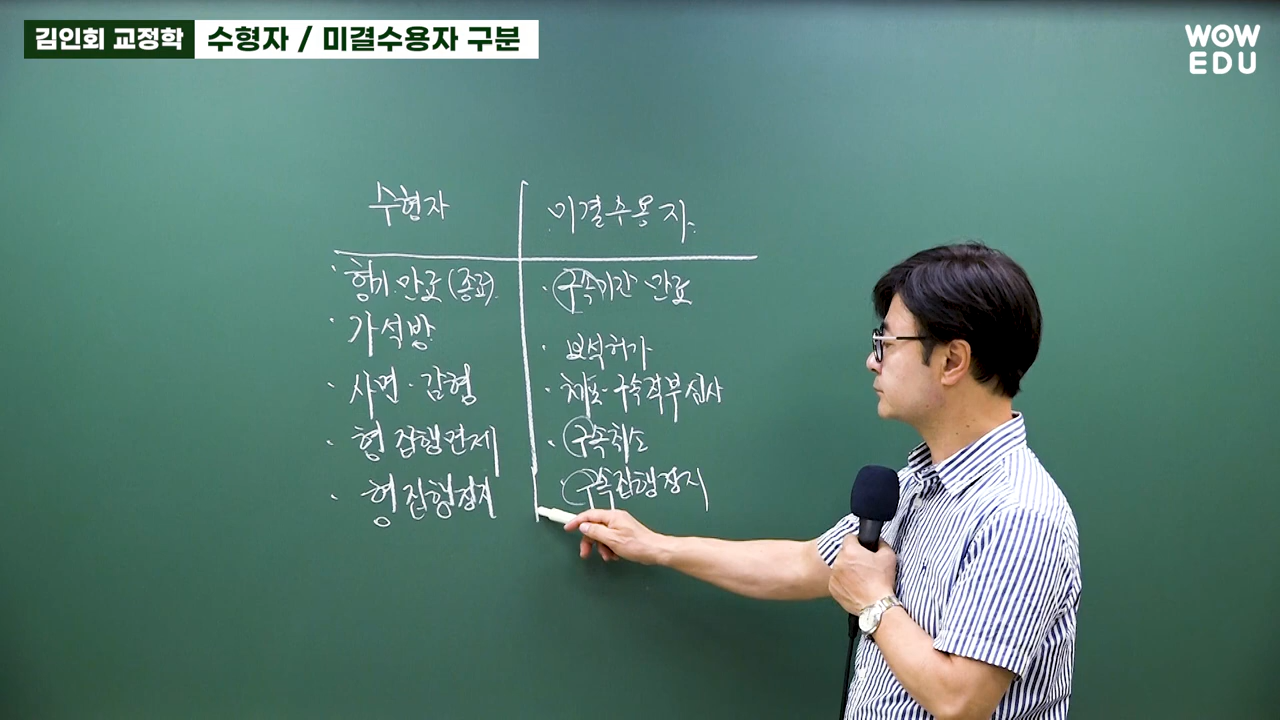 김인회 교정학 수형자 / 미결수용자 구분
WOW
EDU
수형자 미결수용자
· 형기 만료 (종료) · 구속기간 만료
· 가석방 · 보석허가
· 사면 · 감형 · 체포·구속적부심사
· 형 집행면제 · 구속취소
· 형 집행정지 · 구속집행정지